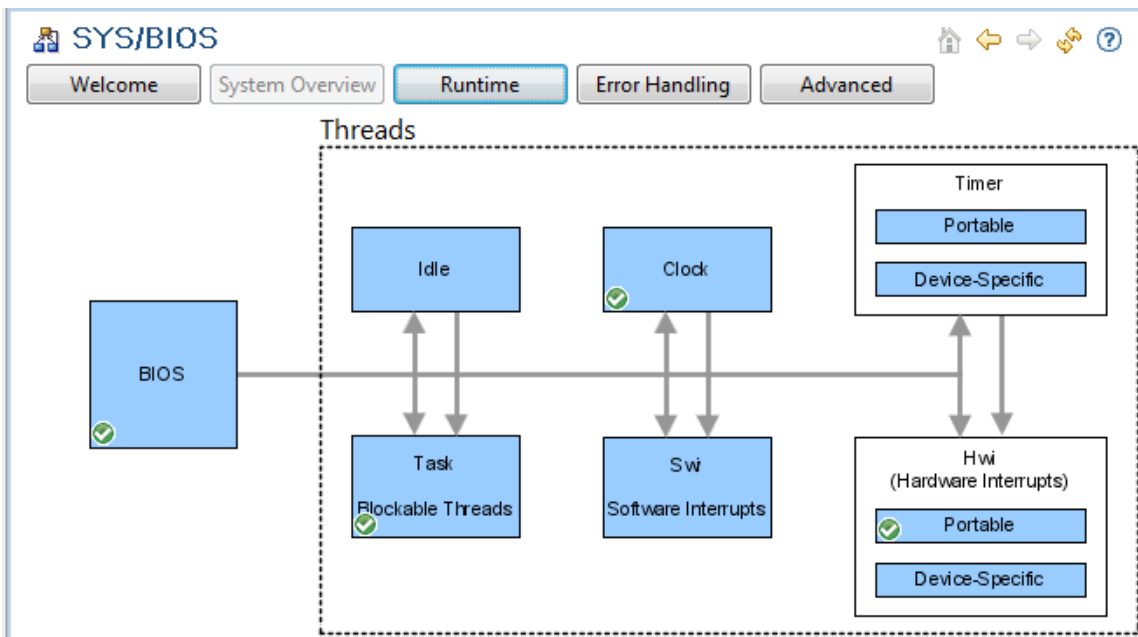 SYS/BIOS
Welcome
System Overview
Runtime
Error Handling
Advanced
Threads
Timer
Portable
Device-Specific
Idle
Clock
BIOS
Task
Blockable Threads
Swi
Software Interrupts
Hwi
(Hardware Interrupts)
Portable
Device-Specific